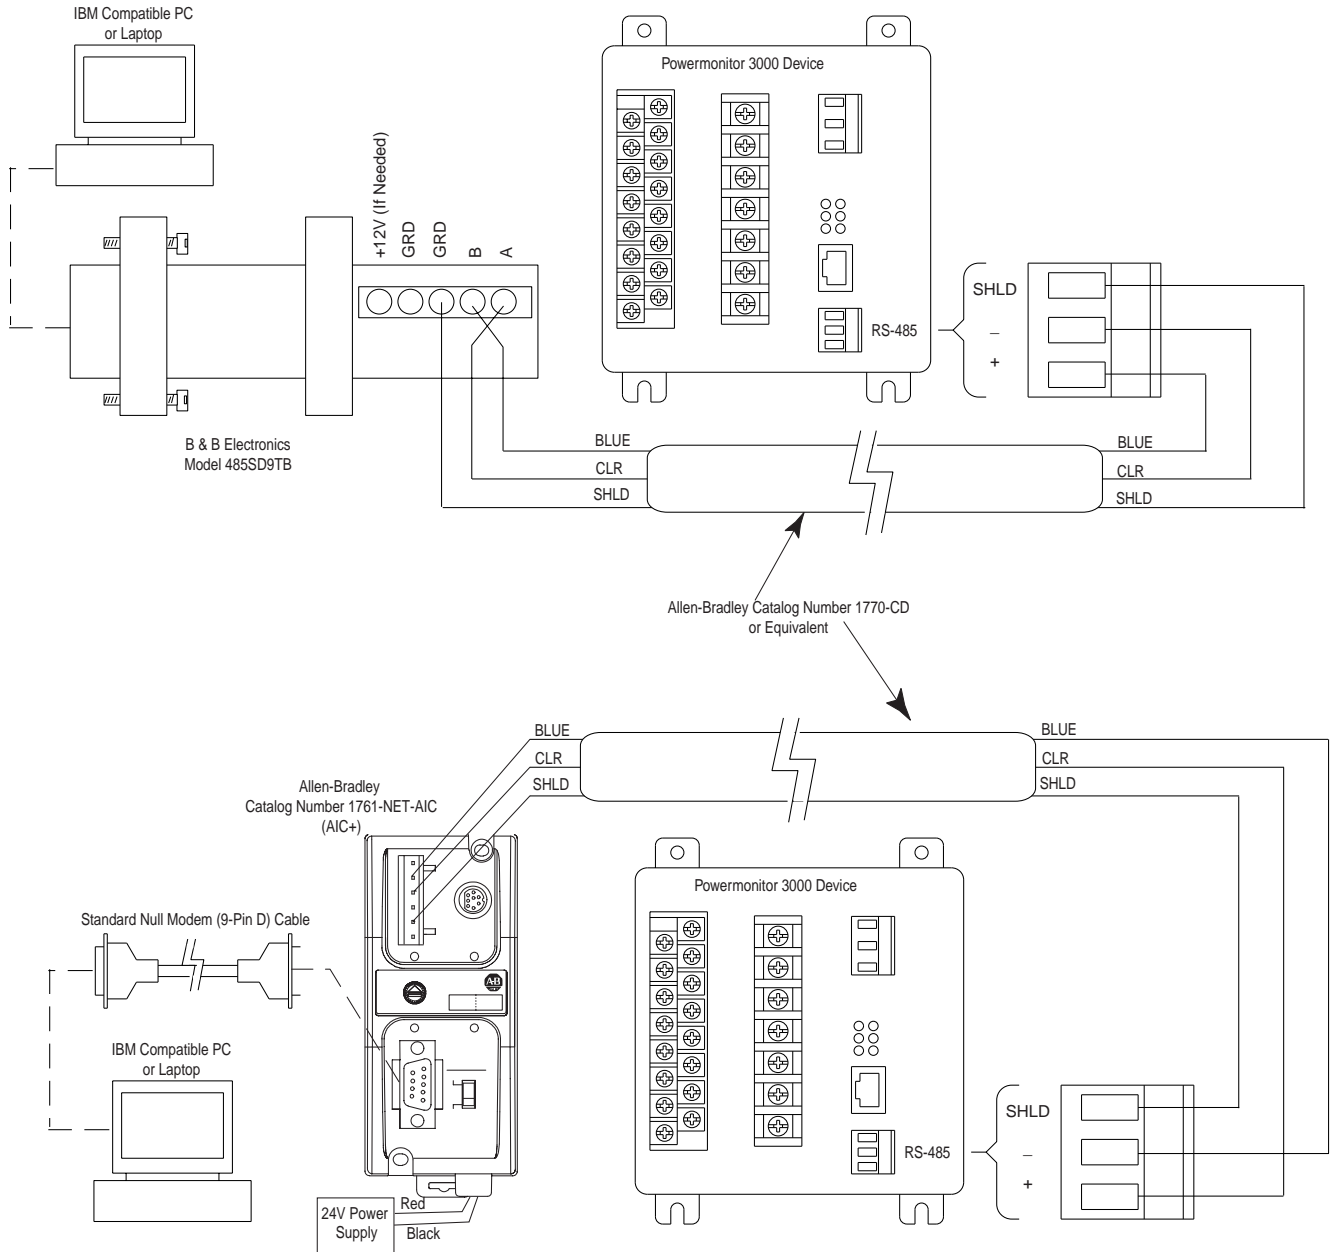 IBM Compatible PC
or Laptop
Powermonitor 3000 Device
+12V (If Needed)
GRD
GRD
B
A
SHLD
RS-485
–
+
B & B Electronics
Model 485SD9TB
BLUE
CLR
SHLD
BLUE
CLR
SHLD
Allen-Bradley Catalog Number 1770-CD
or Equivalent
BLUE
CLR
SHLD
BLUE
CLR
SHLD
Allen-Bradley
Catalog Number 1761-NET-AIC
(AIC+)
Powermonitor 3000 Device
Standard Null Modem (9-Pin D) Cable
A-B
IBM Compatible PC
or Laptop
SHLD
RS-485
–
+
24V Power
Supply
Red
Black